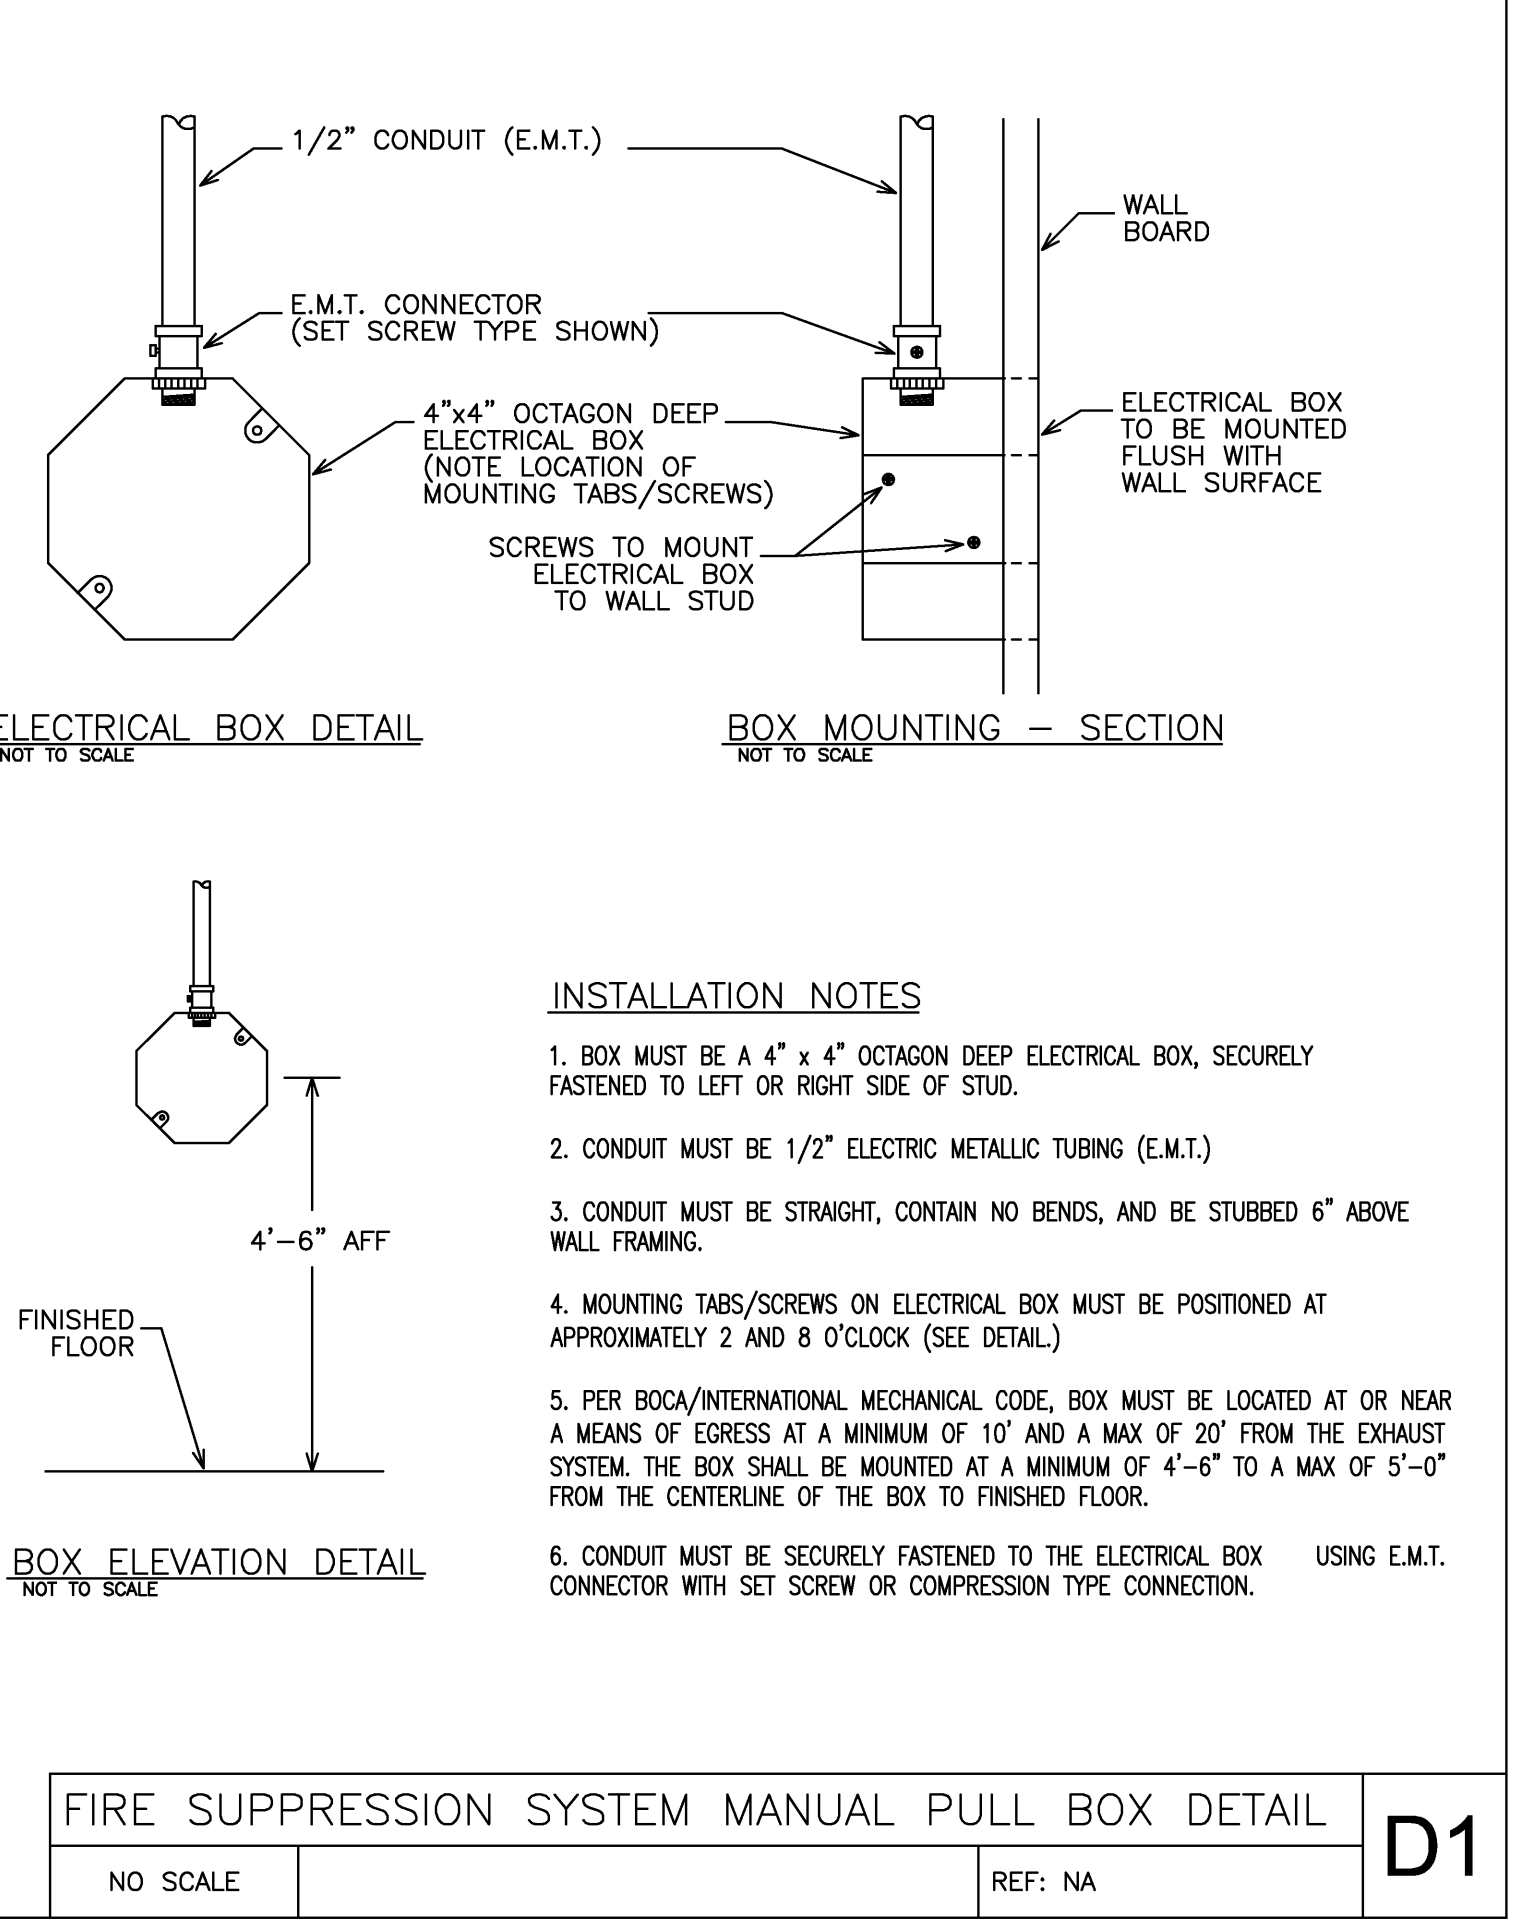 1/2" CONDUIT (E.M.T.)
WALL
BOARD
E.M.T. CONNECTOR
(SET SCREW TYPE SHOWN)
4"x4" OCTAGON DEEP
ELECTRICAL BOX
(NOTE LOCATION OF
MOUNTING TABS/SCREWS)
ELECTRICAL BOX
TO BE MOUNTED
FLUSH WITH
WALL SURFACE
SCREWS TO MOUNT
ELECTRICAL BOX
TO WALL STUD
ELECTRICAL BOX DETAIL
NOT TO SCALE
BOX MOUNTING – SECTION
NOT TO SCALE
4'–6" AFF
FINISHED
FLOOR
BOX ELEVATION DETAIL
NOT TO SCALE
INSTALLATION NOTES
1. BOX MUST BE A 4" x 4" OCTAGON DEEP ELECTRICAL BOX, SECURELY
FASTENED TO LEFT OR RIGHT SIDE OF STUD.
2. CONDUIT MUST BE 1/2" ELECTRIC METALLIC TUBING (E.M.T.)
3. CONDUIT MUST BE STRAIGHT, CONTAIN NO BENDS, AND BE STUBBED 6" ABOVE
WALL FRAMING.
4. MOUNTING TABS/SCREWS ON ELECTRICAL BOX MUST BE POSITIONED AT
APPROXIMATELY 2 AND 8 O'CLOCK (SEE DETAIL.)
5. PER BOCA/INTERNATIONAL MECHANICAL CODE, BOX MUST BE LOCATED AT OR NEAR
A MEANS OF EGRESS AT A MINIMUM OF 10' AND A MAX OF 20' FROM THE EXHAUST
SYSTEM. THE BOX SHALL BE MOUNTED AT A MINIMUM OF 4'–6" TO A MAX OF 5'–0"
FROM THE CENTERLINE OF THE BOX TO FINISHED FLOOR.
6. CONDUIT MUST BE SECURELY FASTENED TO THE ELECTRICAL BOX USING E.M.T.
CONNECTOR WITH SET SCREW OR COMPRESSION TYPE CONNECTION.
FIRE SUPPRESSION SYSTEM MANUAL PULL BOX DETAIL
D1
NO SCALE
REF: NA